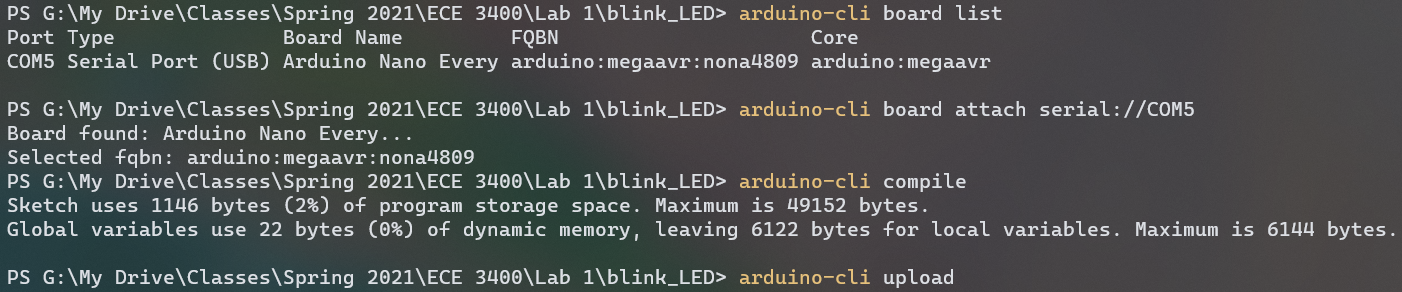 PS G:\My Drive\Classes\Spring 2021\ECE 3400\Lab 1\blink_LED> arduino-cli board list
Port Type              Board Name         FQBN                     Core
COM5 Serial Port (USB) Arduino Nano Every arduino:megaavr:nona4809 arduino:megaavr
PS G:\My Drive\Classes\Spring 2021\ECE 3400\Lab 1\blink_LED> arduino-cli board attach serial://COM5
Board found: Arduino Nano Every...
Selected fqbn: arduino:megaavr:nona4809
PS G:\My Drive\Classes\Spring 2021\ECE 3400\Lab 1\blink_LED> arduino-cli compile
Sketch uses 1146 bytes (2%) of program storage space. Maximum is 49152 bytes.
Global variables use 22 bytes (0%) of dynamic memory, leaving 6122 bytes for local variables. Maximum is 6144 bytes.
PS G:\My Drive\Classes\Spring 2021\ECE 3400\Lab 1\blink_LED> arduino-cli upload